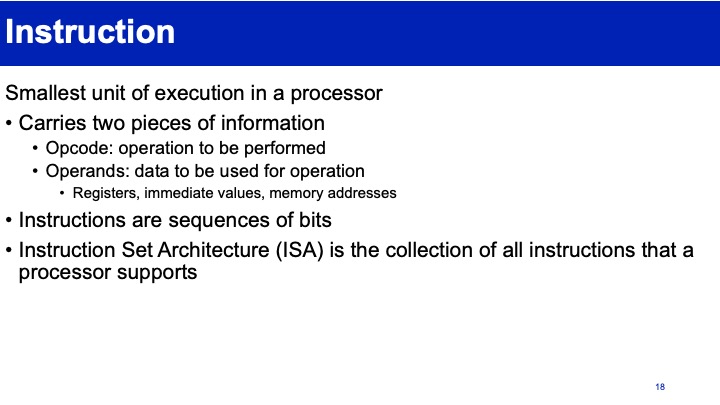 Instruction
Smallest unit of execution in a processor
• Carries two pieces of information
• Opcode: operation to be performed
• Operands: data to be used for operation
• Registers, immediate values, memory addresses
• Instructions are sequences of bits
• Instruction Set Architecture (ISA) is the collection of all instructions that a
processor supports
18